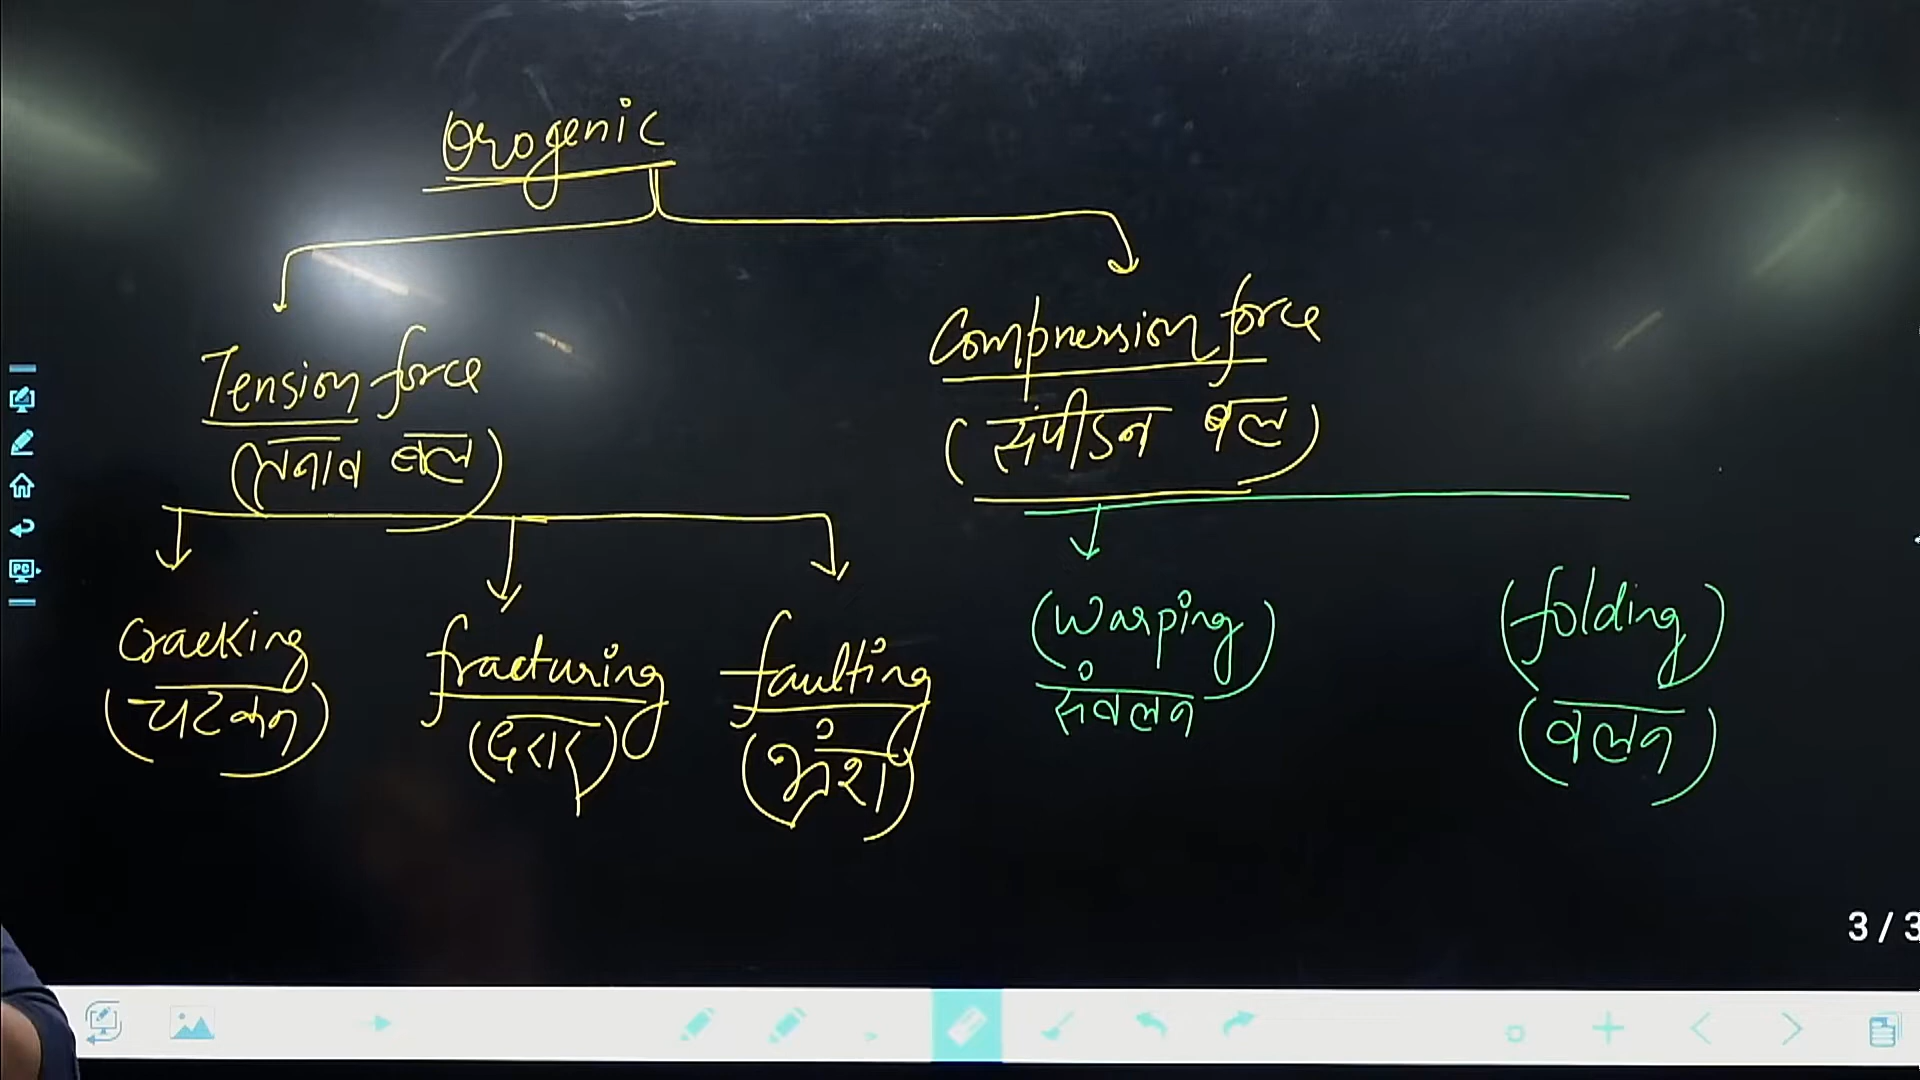 Orogenic
Tension force
(तनाव बल)
Compression force
(संपीडन बल)
Cracking
(चटकन)
fracturing
(दरार)
faulting
(भ्रंश)
(Warping)
संवलन
(folding)
(वलन)
PC
3 / 3